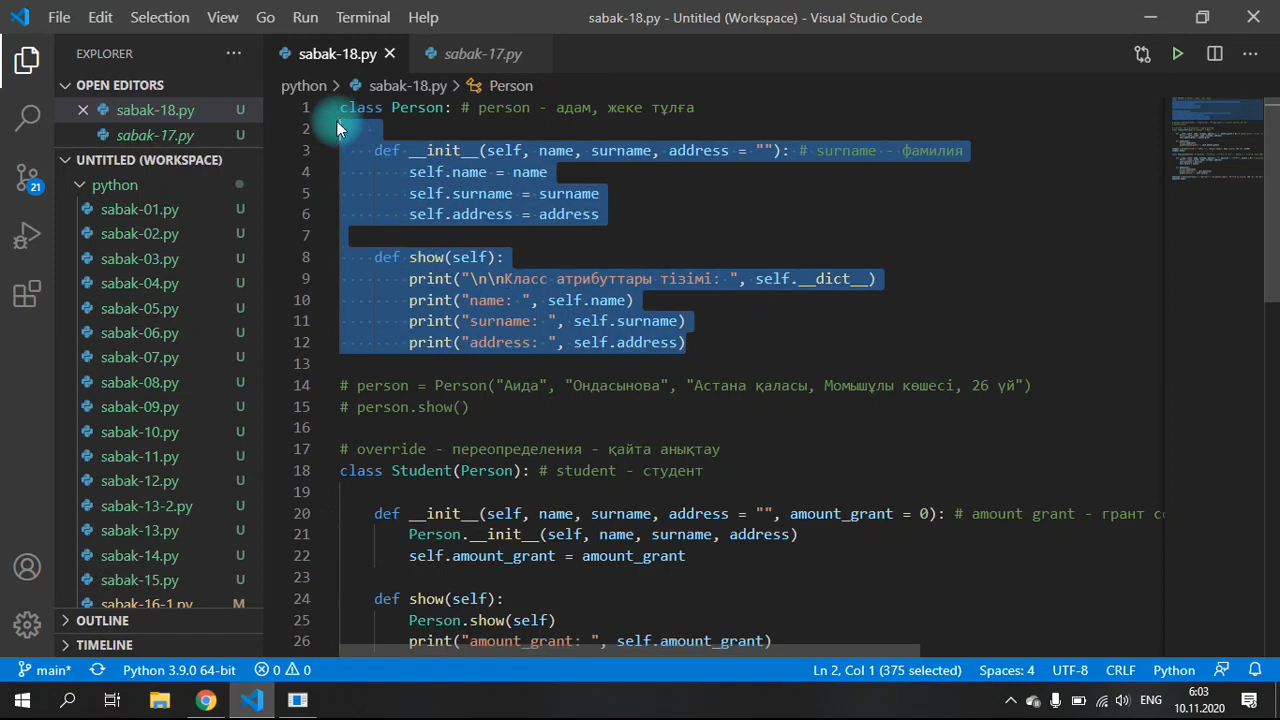 File Edit Selection View Go Run Terminal Help
sabak-18.py - Untitled (Workspace) - Visual Studio Code
EXPLORER
sabak-18.py
sabak-17.py
OPEN EDITORS
sabak-18.py U
sabak-17.py U
UNTITLED (WORKSPACE)
python
sabak-01.py U
sabak-02.py U
sabak-03.py U
sabak-04.py U
sabak-05.py U
sabak-06.py U
sabak-07.py U
sabak-08.py U
sabak-09.py U
sabak-10.py U
sabak-11.py U
sabak-12.py U
sabak-13-2.py U
sabak-13.py U
sabak-14.py U
sabak-15.py U
sabak-16-1.py M
OUTLINE
TIMELINE
21
python > sabak-18.py > Person
1 class Person: # person - адам, жеке тұлға
2
3 def __init__(self, name, surname, address = ""): # surname - фамилия
4 self.name = name
5 self.surname = surname
6 self.address = address
7
8 def show(self):
9 print("\n\nКласс атрибуттары тізімі: ", self.__dict__)
10 print("name: ", self.name)
11 print("surname: ", self.surname)
12 print("address: ", self.address)
13
14 # person = Person("Аида", "Ондасынова", "Астана қаласы, Момышұлы көшесі, 26 үй")
15 # person.show()
16
17 # override - переопределения - қайта анықтау
18 class Student(Person): # student - студент
19
20 def __init__(self, name, surname, address = "", amount_grant = 0): # amount grant - грант со
21 Person.__init__(self, name, surname, address)
22 self.amount_grant = amount_grant
23
24 def show(self):
25 Person.show(self)
26 print("amount_grant: ", self.amount_grant)
main* Python 3.9.0 64-bit 0 0 Ln 2, Col 1 (375 selected) Spaces: 4 UTF-8 CRLF Python
ENG
6:03
10.11.2020